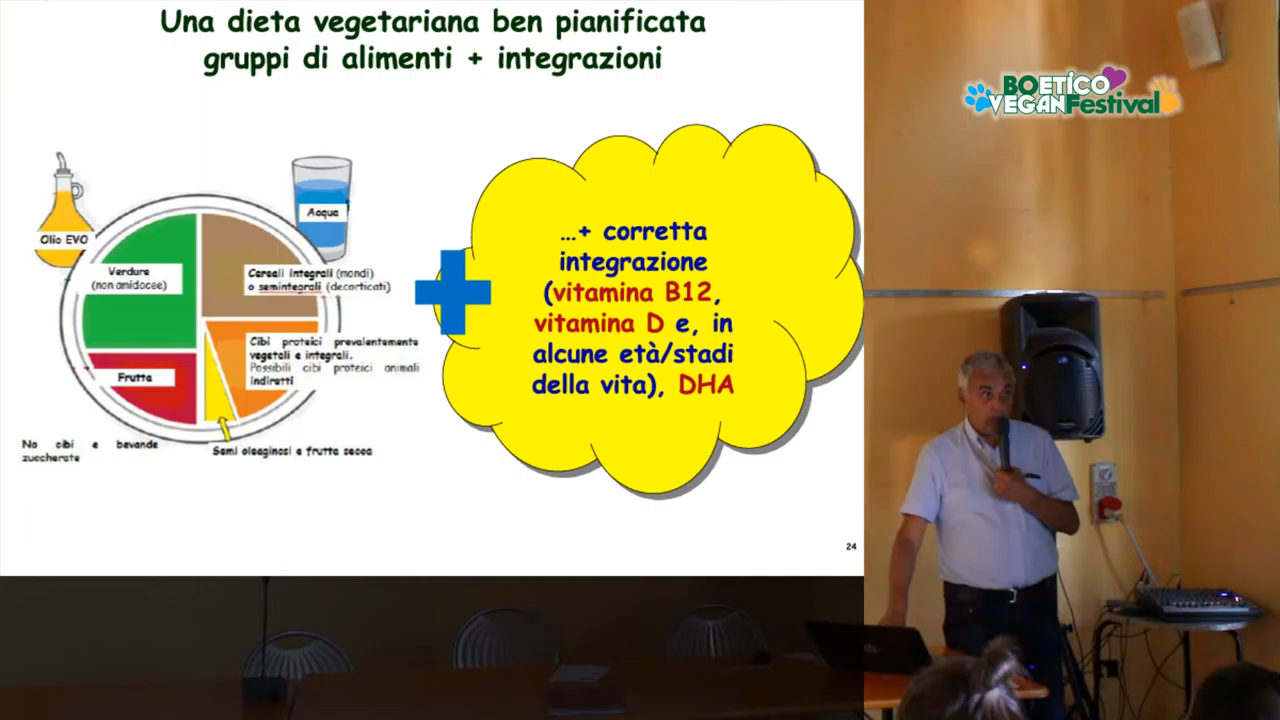 Una dieta vegetariana ben pianificata
gruppi di alimenti + integrazioni
BOETICO
VEGANFestival
Olio EVO
Acqua
Verdure
(non amidacee)
Cereali integrali (mondi)
o semintegrali (decorticati)
Cibi proteici prevalentemente
vegetali e integrali.
Possibili cibi proteici animali
indiretti
Frutta
No cibi e bevande
zuccherate
Semi oleaginosi e frutta secca
...+ corretta
integrazione
(vitamina B12,
vitamina D e, in
alcune età/stadi
della vita), DHA
24